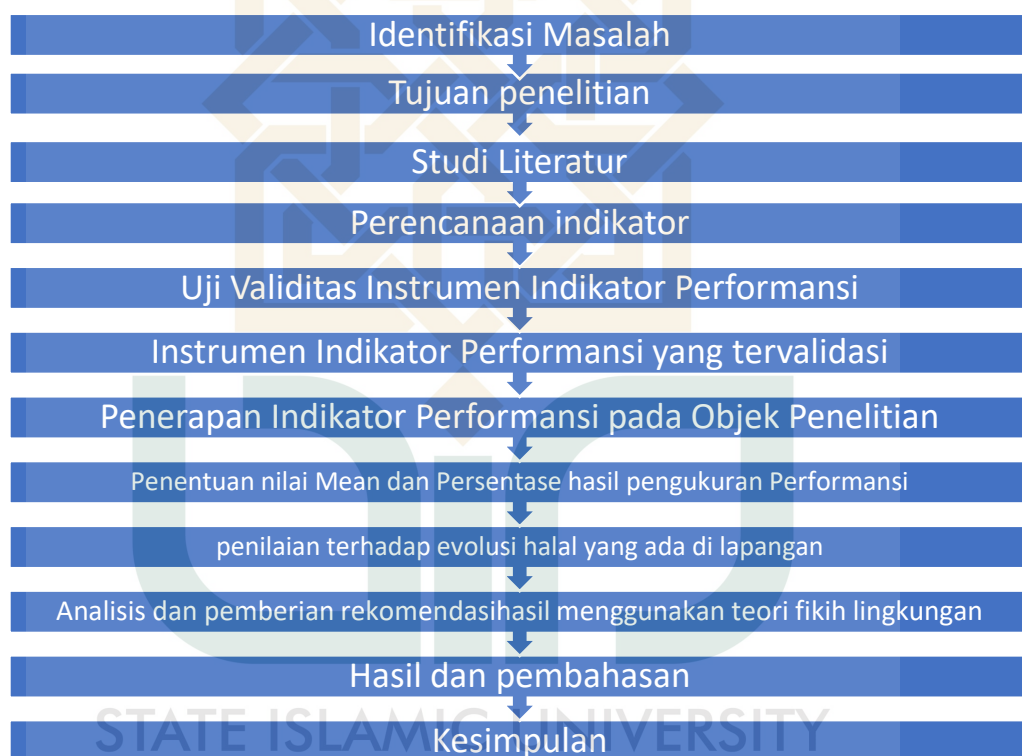 Identifikasi Masalah
Tujuan penelitian
Studi Literatur
Perencanaan indikator
Uji Validitas Instrumen Indikator Performansi
Instrumen Indikator Performansi yang tervalidasi
Penerapan Indikator Performansi pada Objek Penelitian
Penentuan nilai Mean dan Persentase hasil pengukuran Performansi
penilaian terhadap evolusi halal yang ada di lapangan
Analisis dan pemberian rekomendasihasil menggunakan teori fikih lingkungan
Hasil dan pembahasan
STATE ISLAMIC UNIVERSITY
Kesimpulan